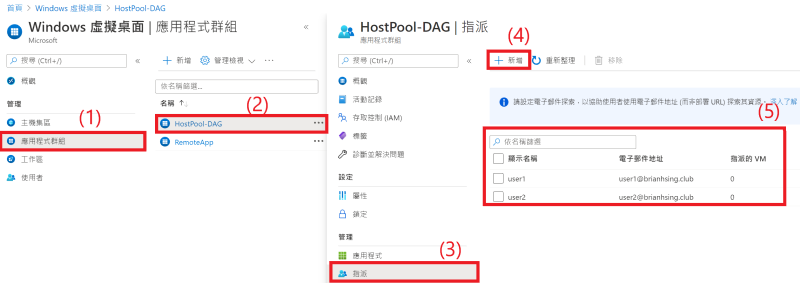 首頁 > Windows 虛擬桌面 > HostPool-DAG
Windows 虛擬桌面 | 應用程式群組
Microsoft
搜尋 (Ctrl+/)
概觀
管理
(1)
主機集區
應用程式群組
工作區
使用者
新增
管理檢視
依名稱篩選...
名稱 ↑↓
(2)
HostPool-DAG
RemoteApp
HostPool-DAG | 指派
應用程式群組
搜尋 (Ctrl+/)
概觀
活動記錄
存取控制 (IAM)
標籤
診斷並解決問題
設定
屬性
鎖定
管理
(3)
應用程式
指派
(4)
新增
重新整理
移除
請設定電子郵件探索，以協助使用者使用電子郵件地址 (而非部署 URL) 探索其資源。 深入了解
(5)
依名稱篩選
顯示名稱 電子郵件地址 指派的 VM
user1 user1@brianhsing.club 0
user2 user2@brianhsing.club 0